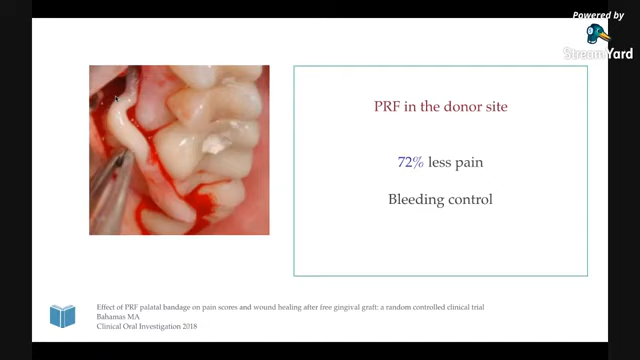 Powered by
StreamYard
PRF in the donor site
72% less pain
Bleeding control
Effect of PRF palatal bandage on pain scores and wound healing after free gingival graft: a random controlled clinical trial
Bahamas MA
Clinical Oral Investigation 2018